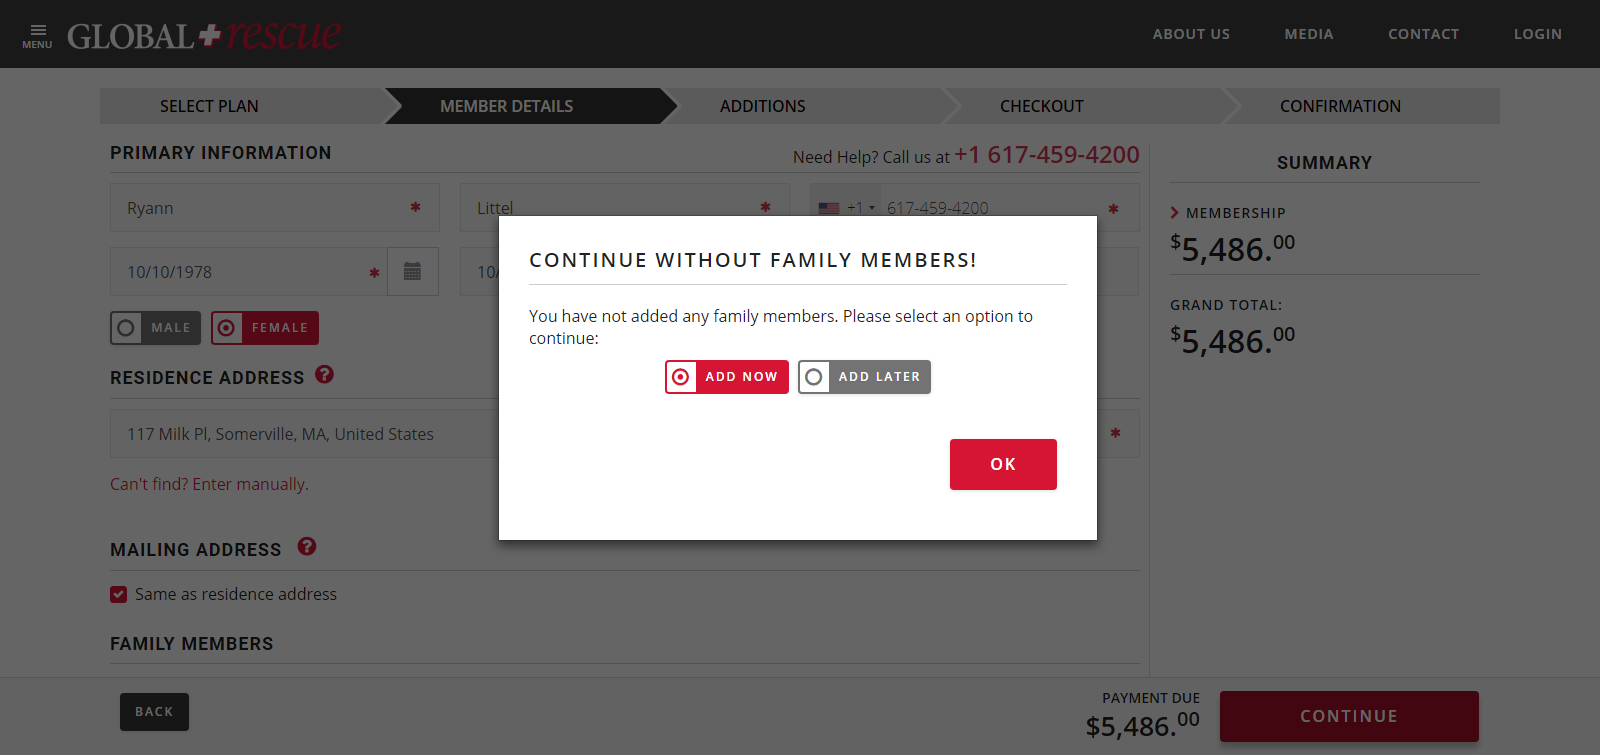 MENU
GLOBAL rescue
ABOUT US
MEDIA
CONTACT
LOGIN
SELECT PLAN
MEMBER DETAILS
ADDITIONS
CHECKOUT
CONFIRMATION
PRIMARY INFORMATION
Need Help? Call us at +1 617-459-4200
Ryann *
Littel *
+1 617-459-4200 *
10/10/1978 *
10/
MALE
FEMALE
RESIDENCE ADDRESS ?
117 Milk Pl, Somerville, MA, United States *
Can't find? Enter manually.
MAILING ADDRESS ?
Same as residence address
FAMILY MEMBERS
SUMMARY
MEMBERSHIP
$5,486.00
GRAND TOTAL:
$5,486.00
CONTINUE WITHOUT FAMILY MEMBERS!
You have not added any family members. Please select an option to
continue:
ADD NOW
ADD LATER
OK
BACK
PAYMENT DUE
$5,486.00
CONTINUE